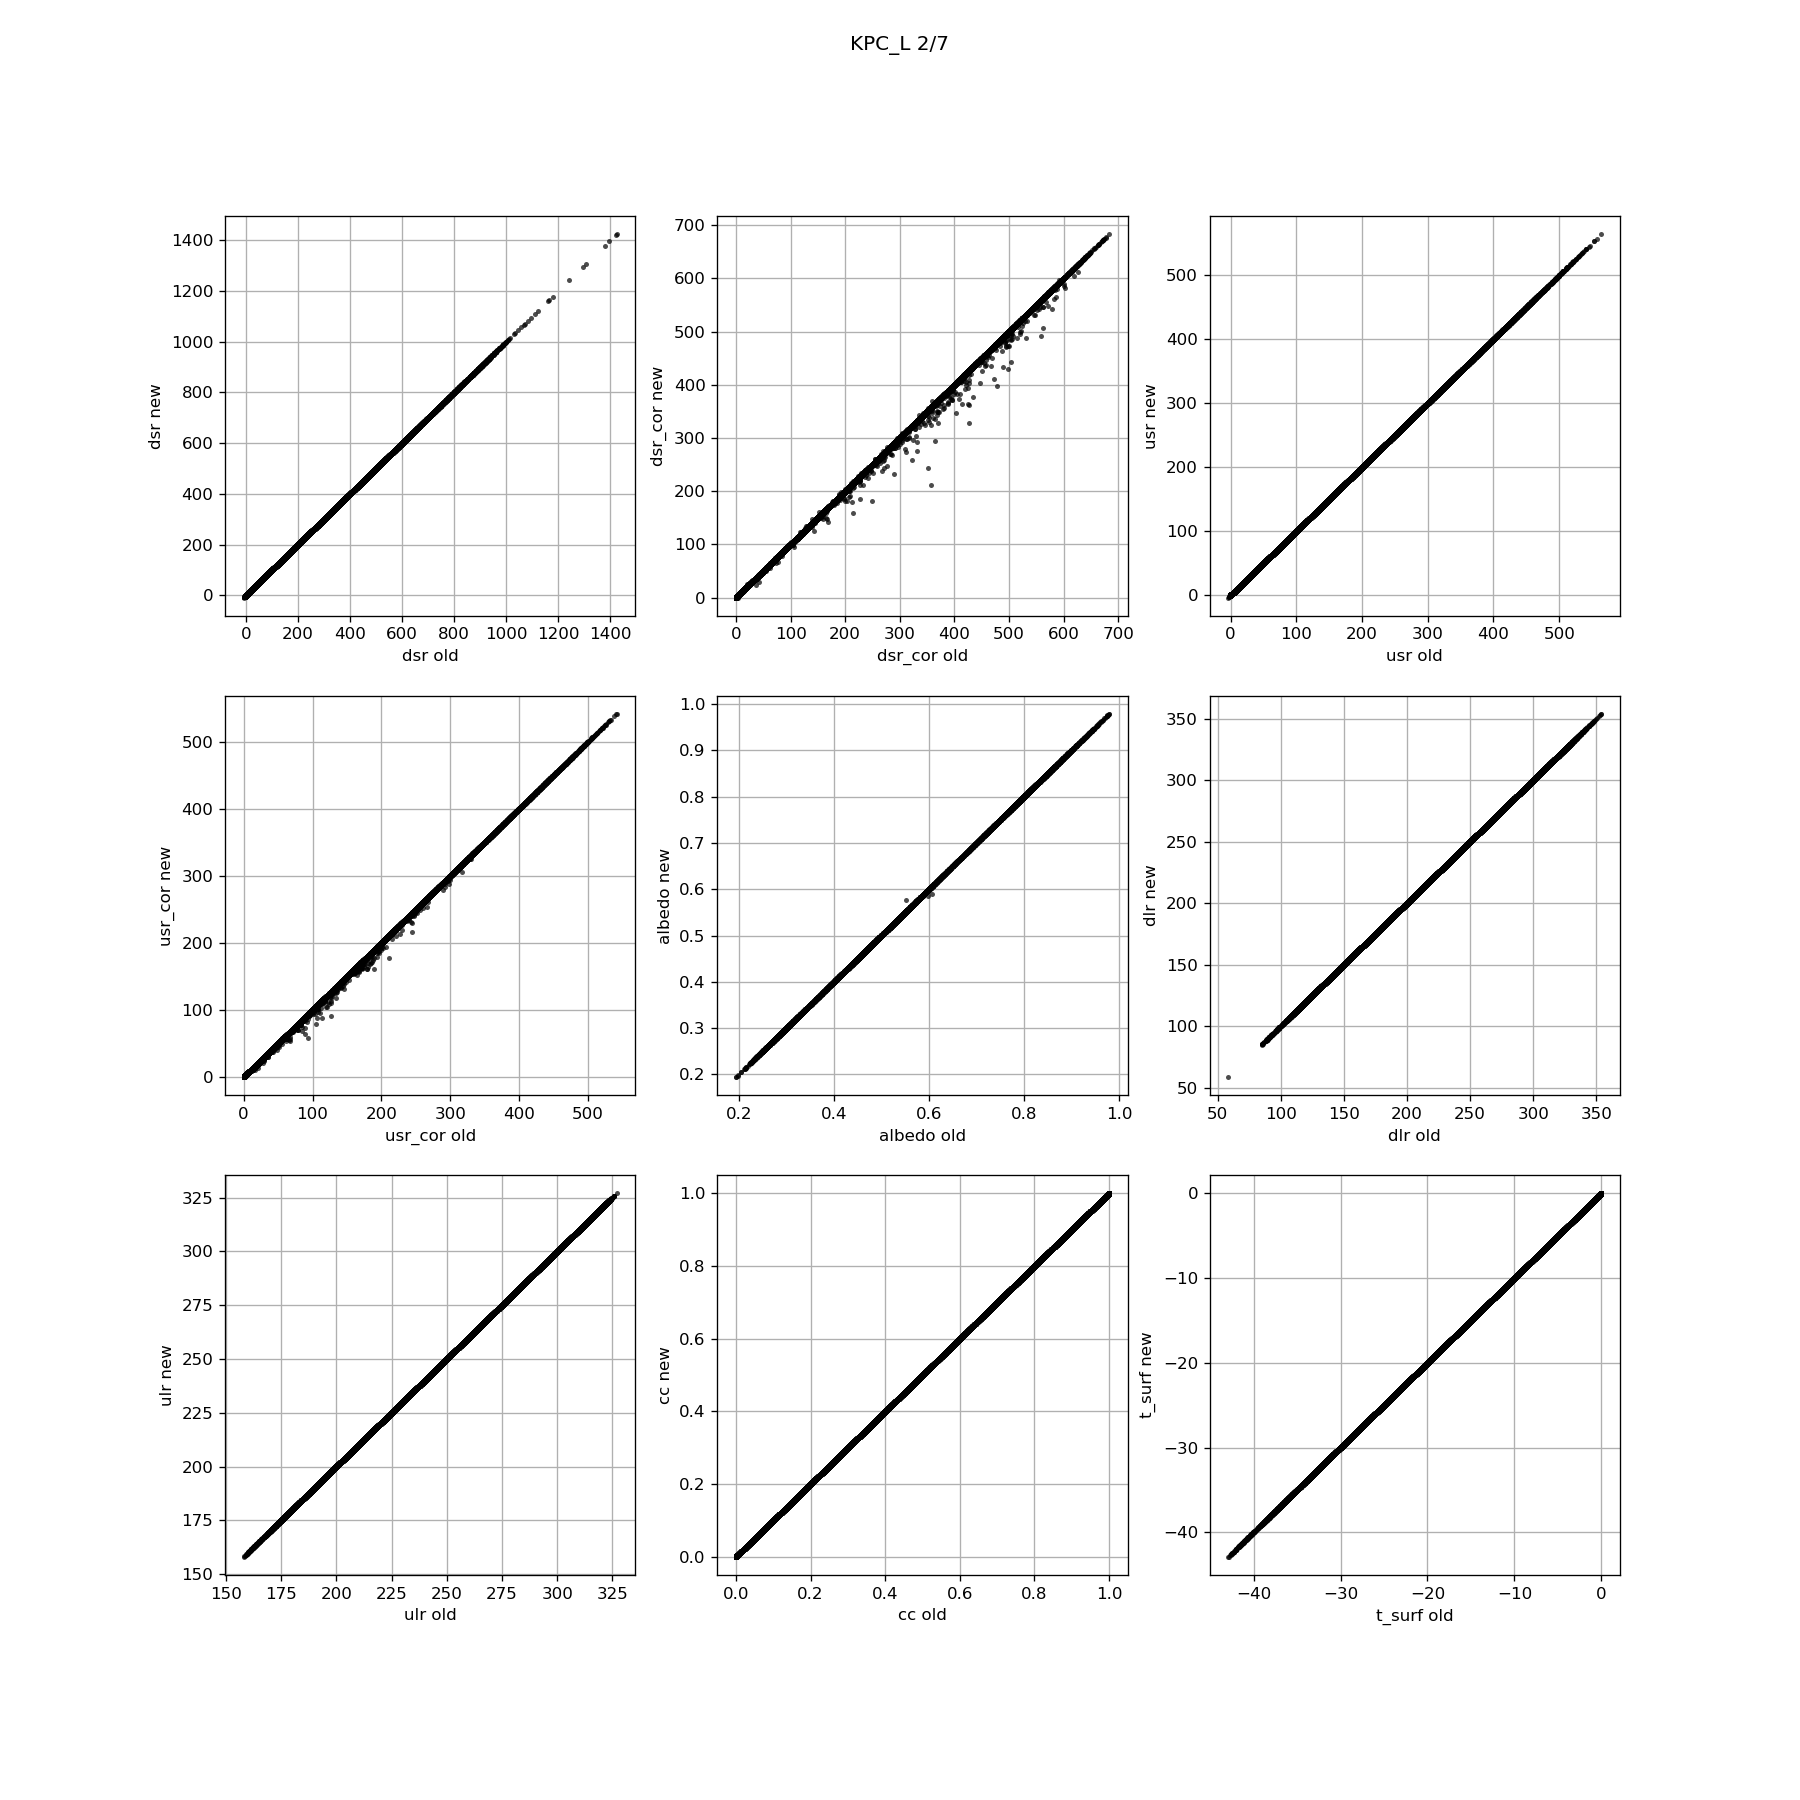 KPC_L 2/7
1400
1200
1000
800
600
400
200
0
dsr new
0 200 400 600 800 1000 1200 1400
dsr old
700
600
500
400
300
200
100
0
dsr_cor new
0 100 200 300 400 500 600 700
dsr_cor old
500
400
300
200
100
0
usr new
0 100 200 300 400 500
usr old
500
400
300
200
100
0
usr_cor new
0 100 200 300 400 500
usr_cor old
1.0
0.9
0.8
0.7
0.6
0.5
0.4
0.3
0.2
albedo new
0.2 0.4 0.6 0.8 1.0
albedo old
350
300
250
200
150
100
50
dlr new
50 100 150 200 250 300 350
dlr old
325
300
275
250
225
200
175
150
ulr new
150 175 200 225 250 275 300 325
ulr old
1.0
0.8
0.6
0.4
0.2
0.0
cc new
0.0 0.2 0.4 0.6 0.8 1.0
cc old
0
−10
−20
−30
−40
t_surf new
−40 −30 −20 −10 0
t_surf old